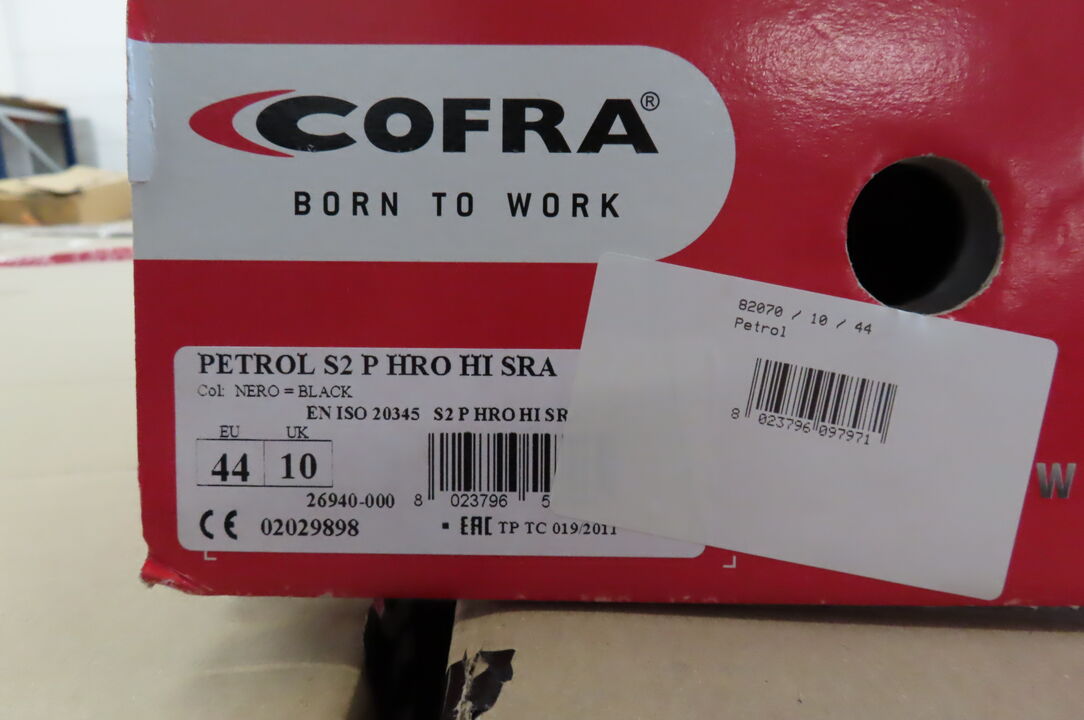 COFRA®
BORN TO WORK
PETROL S2 P HRO HI SRA
Col: NERO = BLACK
EN ISO 20345 S2 P HRO HI SR
EU UK
44 10
26940-000
8 023796 5
CE 02029898
EAC TP TC 019/2011
82070 / 10 / 44
Petrol
8 023796 097971
W